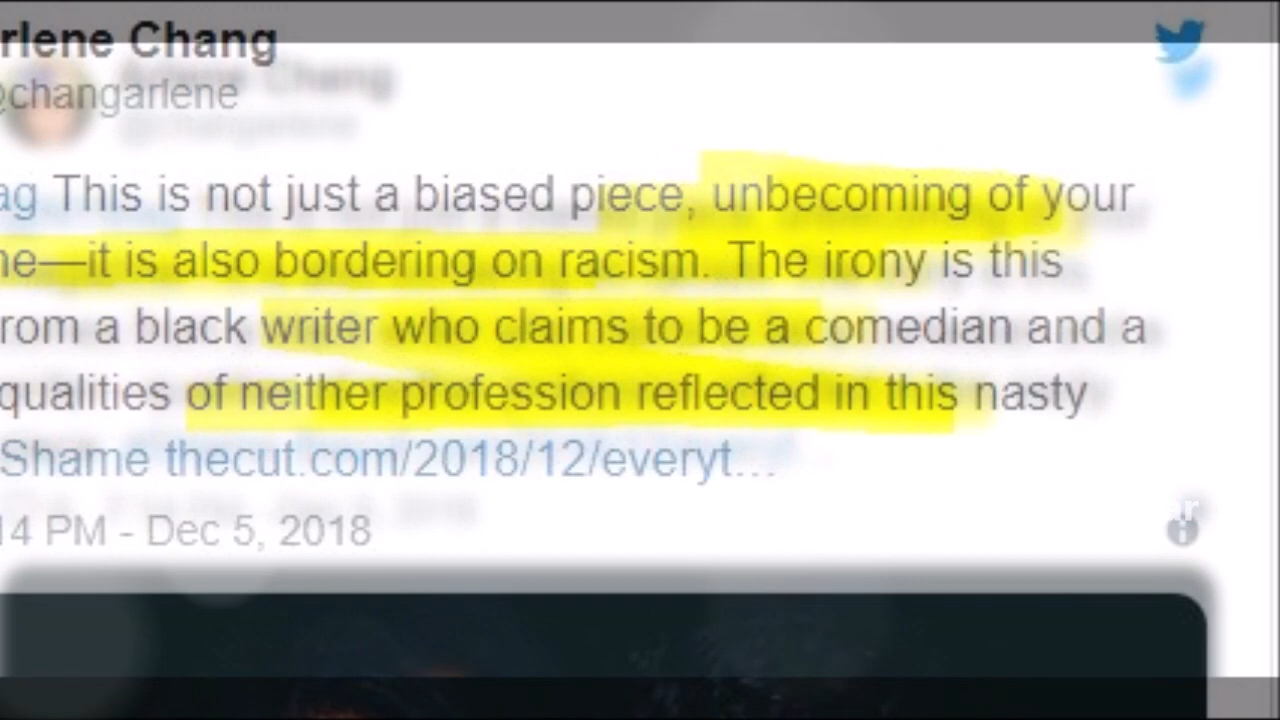 rlene Chang
@changarlene
ag This is not just a biased piece, unbecoming of your
ne—it is also bordering on racism. The irony is this
rom a black writer who claims to be a comedian and a
qualities of neither profession reflected in this nasty
Shame thecut.com/2018/12/everyt…
14 PM - Dec 5, 2018